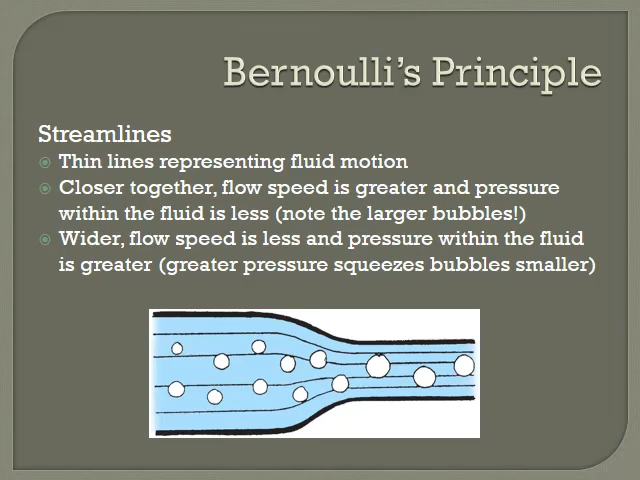 Bernoulli’s Principle
Streamlines
Thin lines representing fluid motion
Closer together, flow speed is greater and pressure
within the fluid is less (note the larger bubbles!)
Wider, flow speed is less and pressure within the fluid
is greater (greater pressure squeezes bubbles smaller)